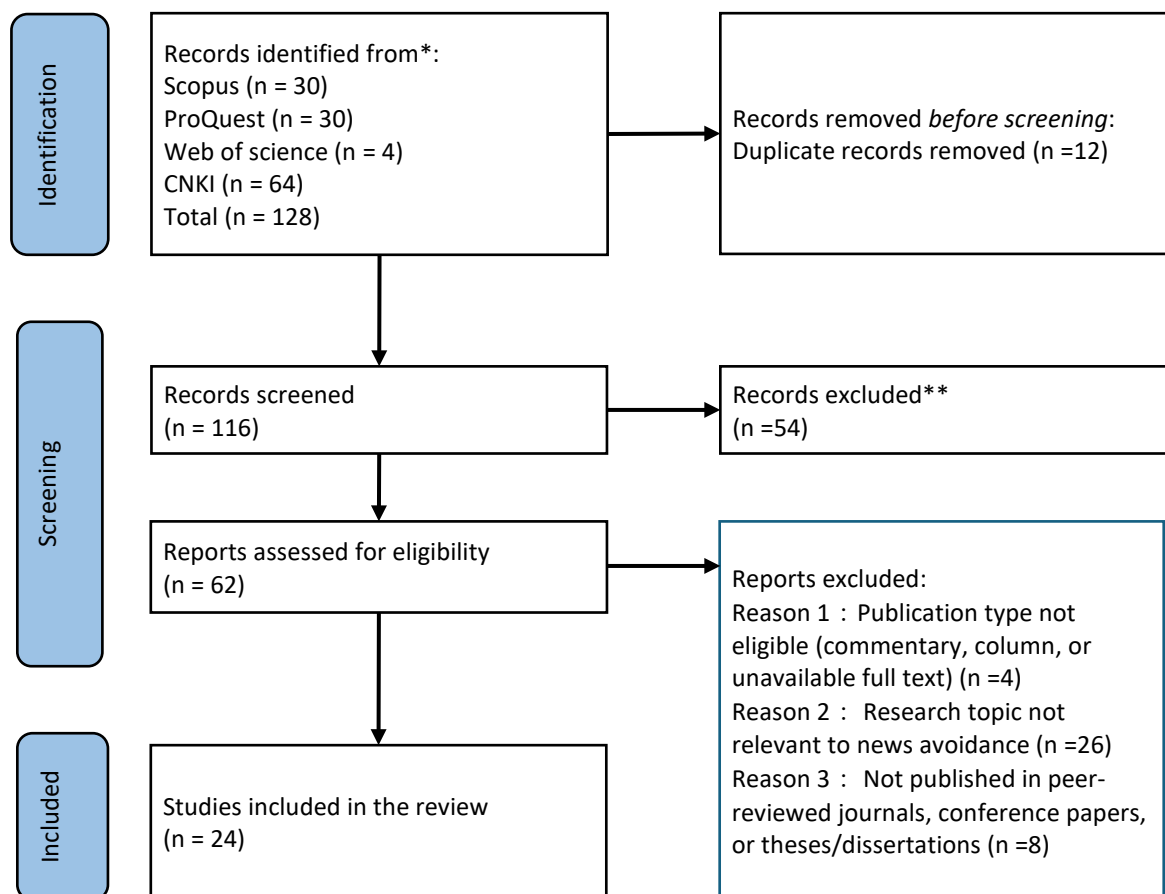 Identification
Records identified from*:
Scopus (n = 30)
ProQuest (n = 30)
Web of science (n = 4)
CNKI (n = 64)
Total (n = 128)
Records removed before screening:
Duplicate records removed (n =12)
Screening
Records screened
(n = 116)
Records excluded**
(n =54)
Reports assessed for eligibility
(n = 62)
Reports excluded:
Reason 1： Publication type not
eligible (commentary, column, or
unavailable full text) (n =4)
Reason 2： Research topic not
relevant to news avoidance (n =26)
Reason 3： Not published in peer-
reviewed journals, conference papers,
or theses/dissertations (n =8)
Included
Studies included in the review
(n = 24)